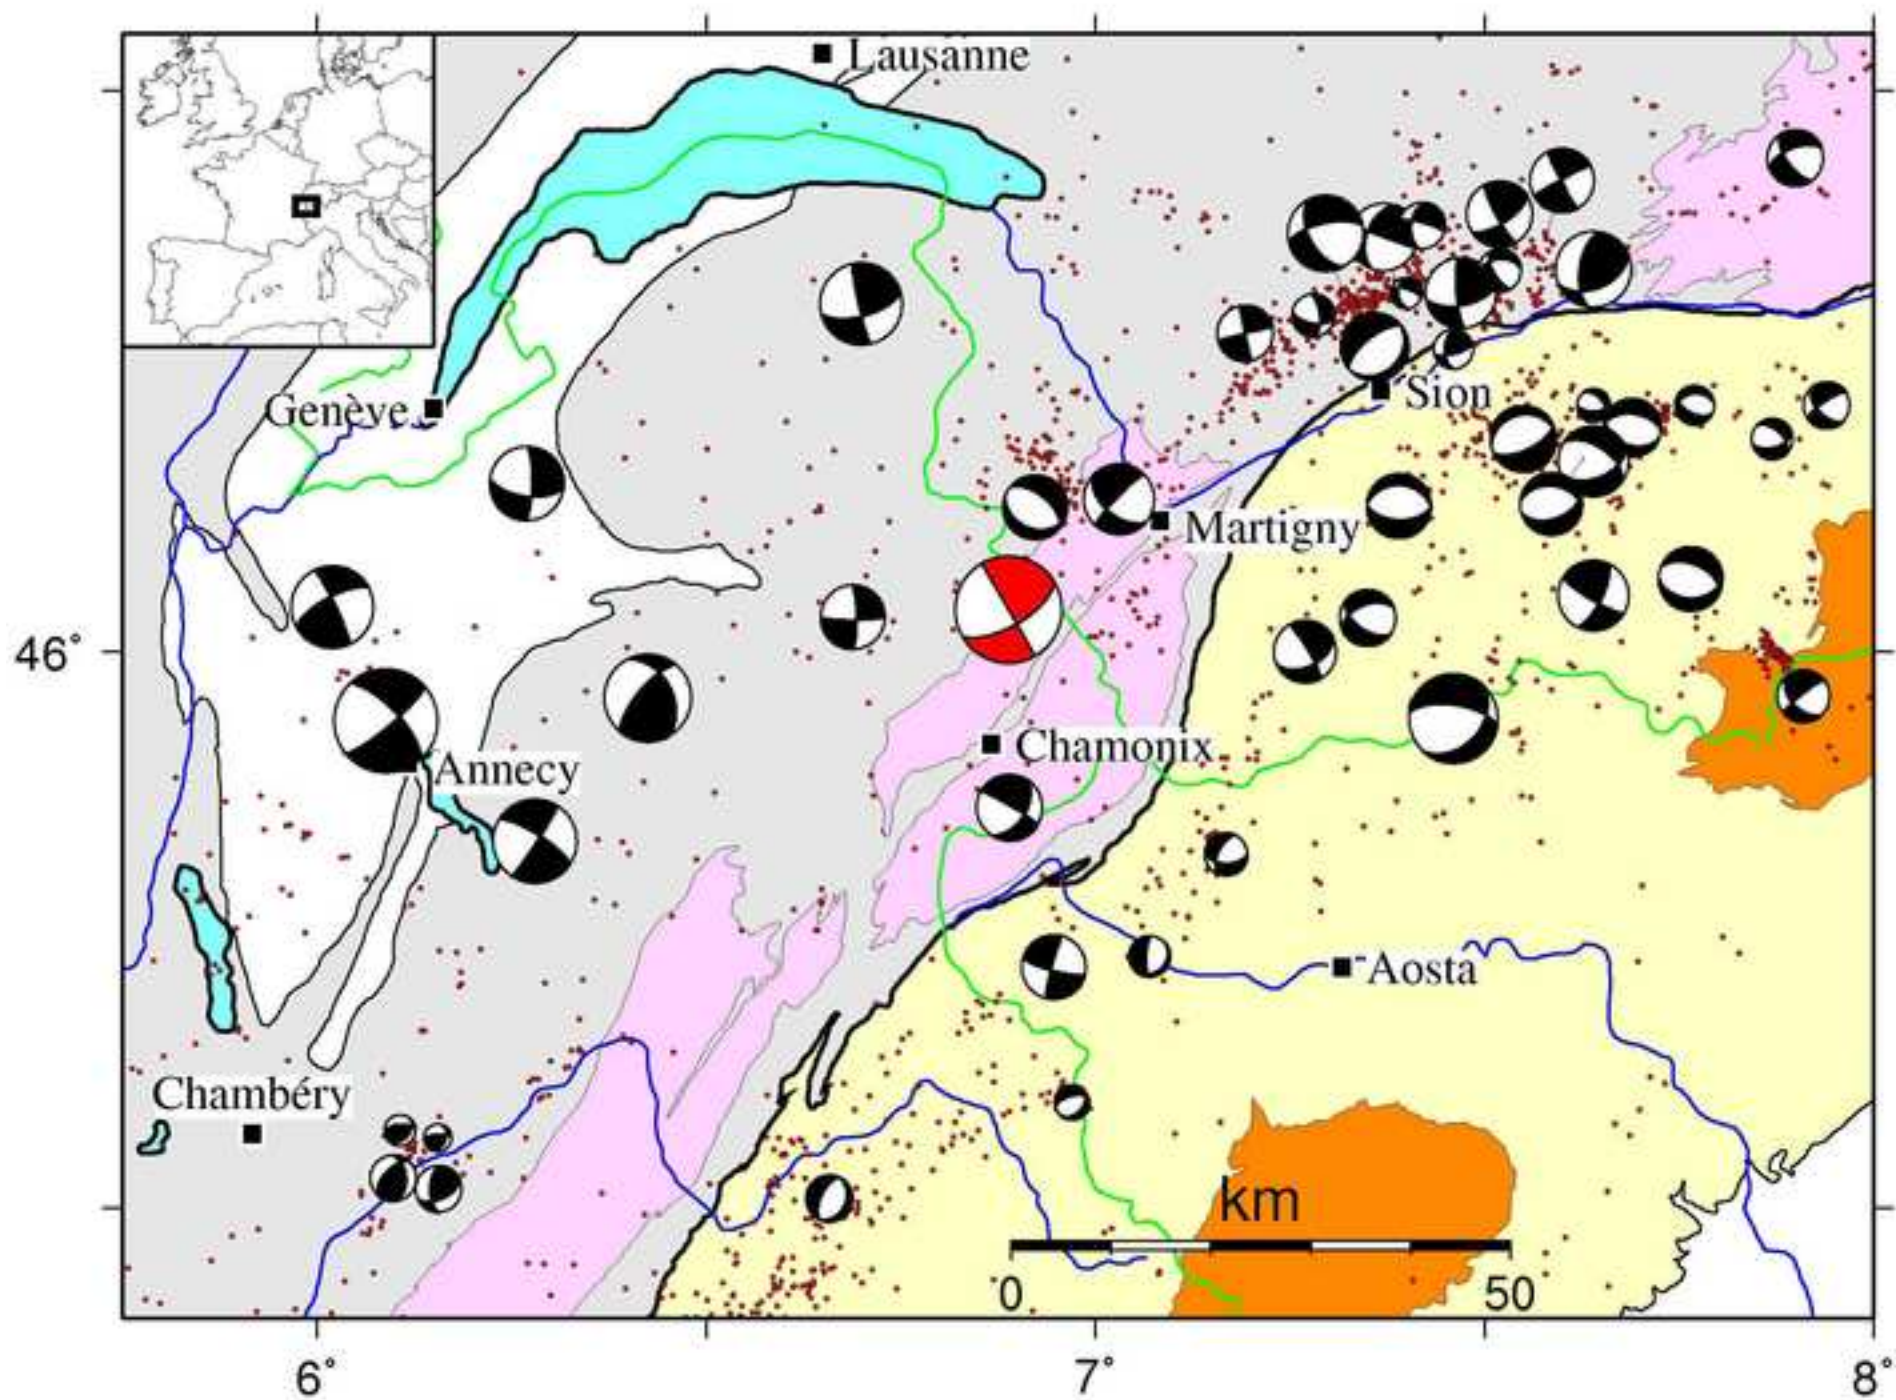 Lausanne
Genève
Sion
Martigny
46°
Chamonix
Annecy
Aosta
Chambéry
km
0 50
6° 7° 8°